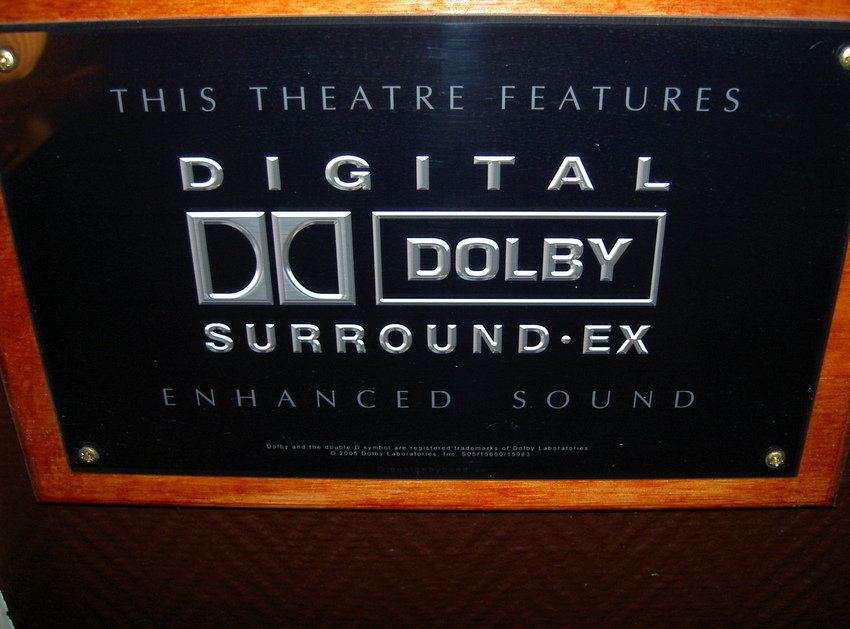 THIS THEATRE FEATURES
DIGITAL
DOLBY
SURROUND·EX
ENHANCED SOUND
Dolby and the double-D symbol are registered trademarks of Dolby Laboratories
© 2005 Dolby Laboratories, Inc. S05/15660/15983